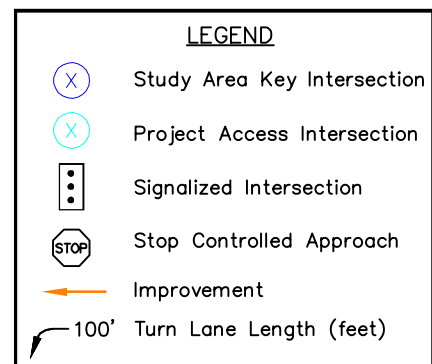 LEGEND
X Study Area Key Intersection
X Project Access Intersection
Signalized Intersection
STOP Stop Controlled Approach
Improvement
100' Turn Lane Length (feet)